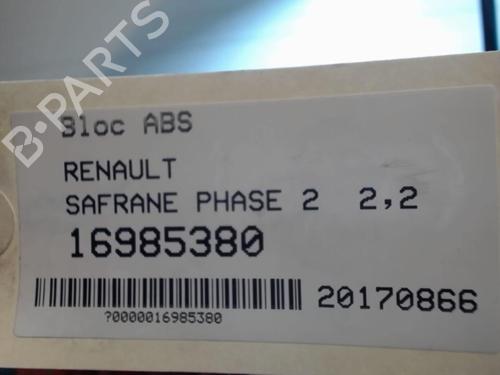 B-PARTS
Bloc ABS
RENAULT
SAFRANE PHASE 2 2,2
16985380
20170866
?0000016985380